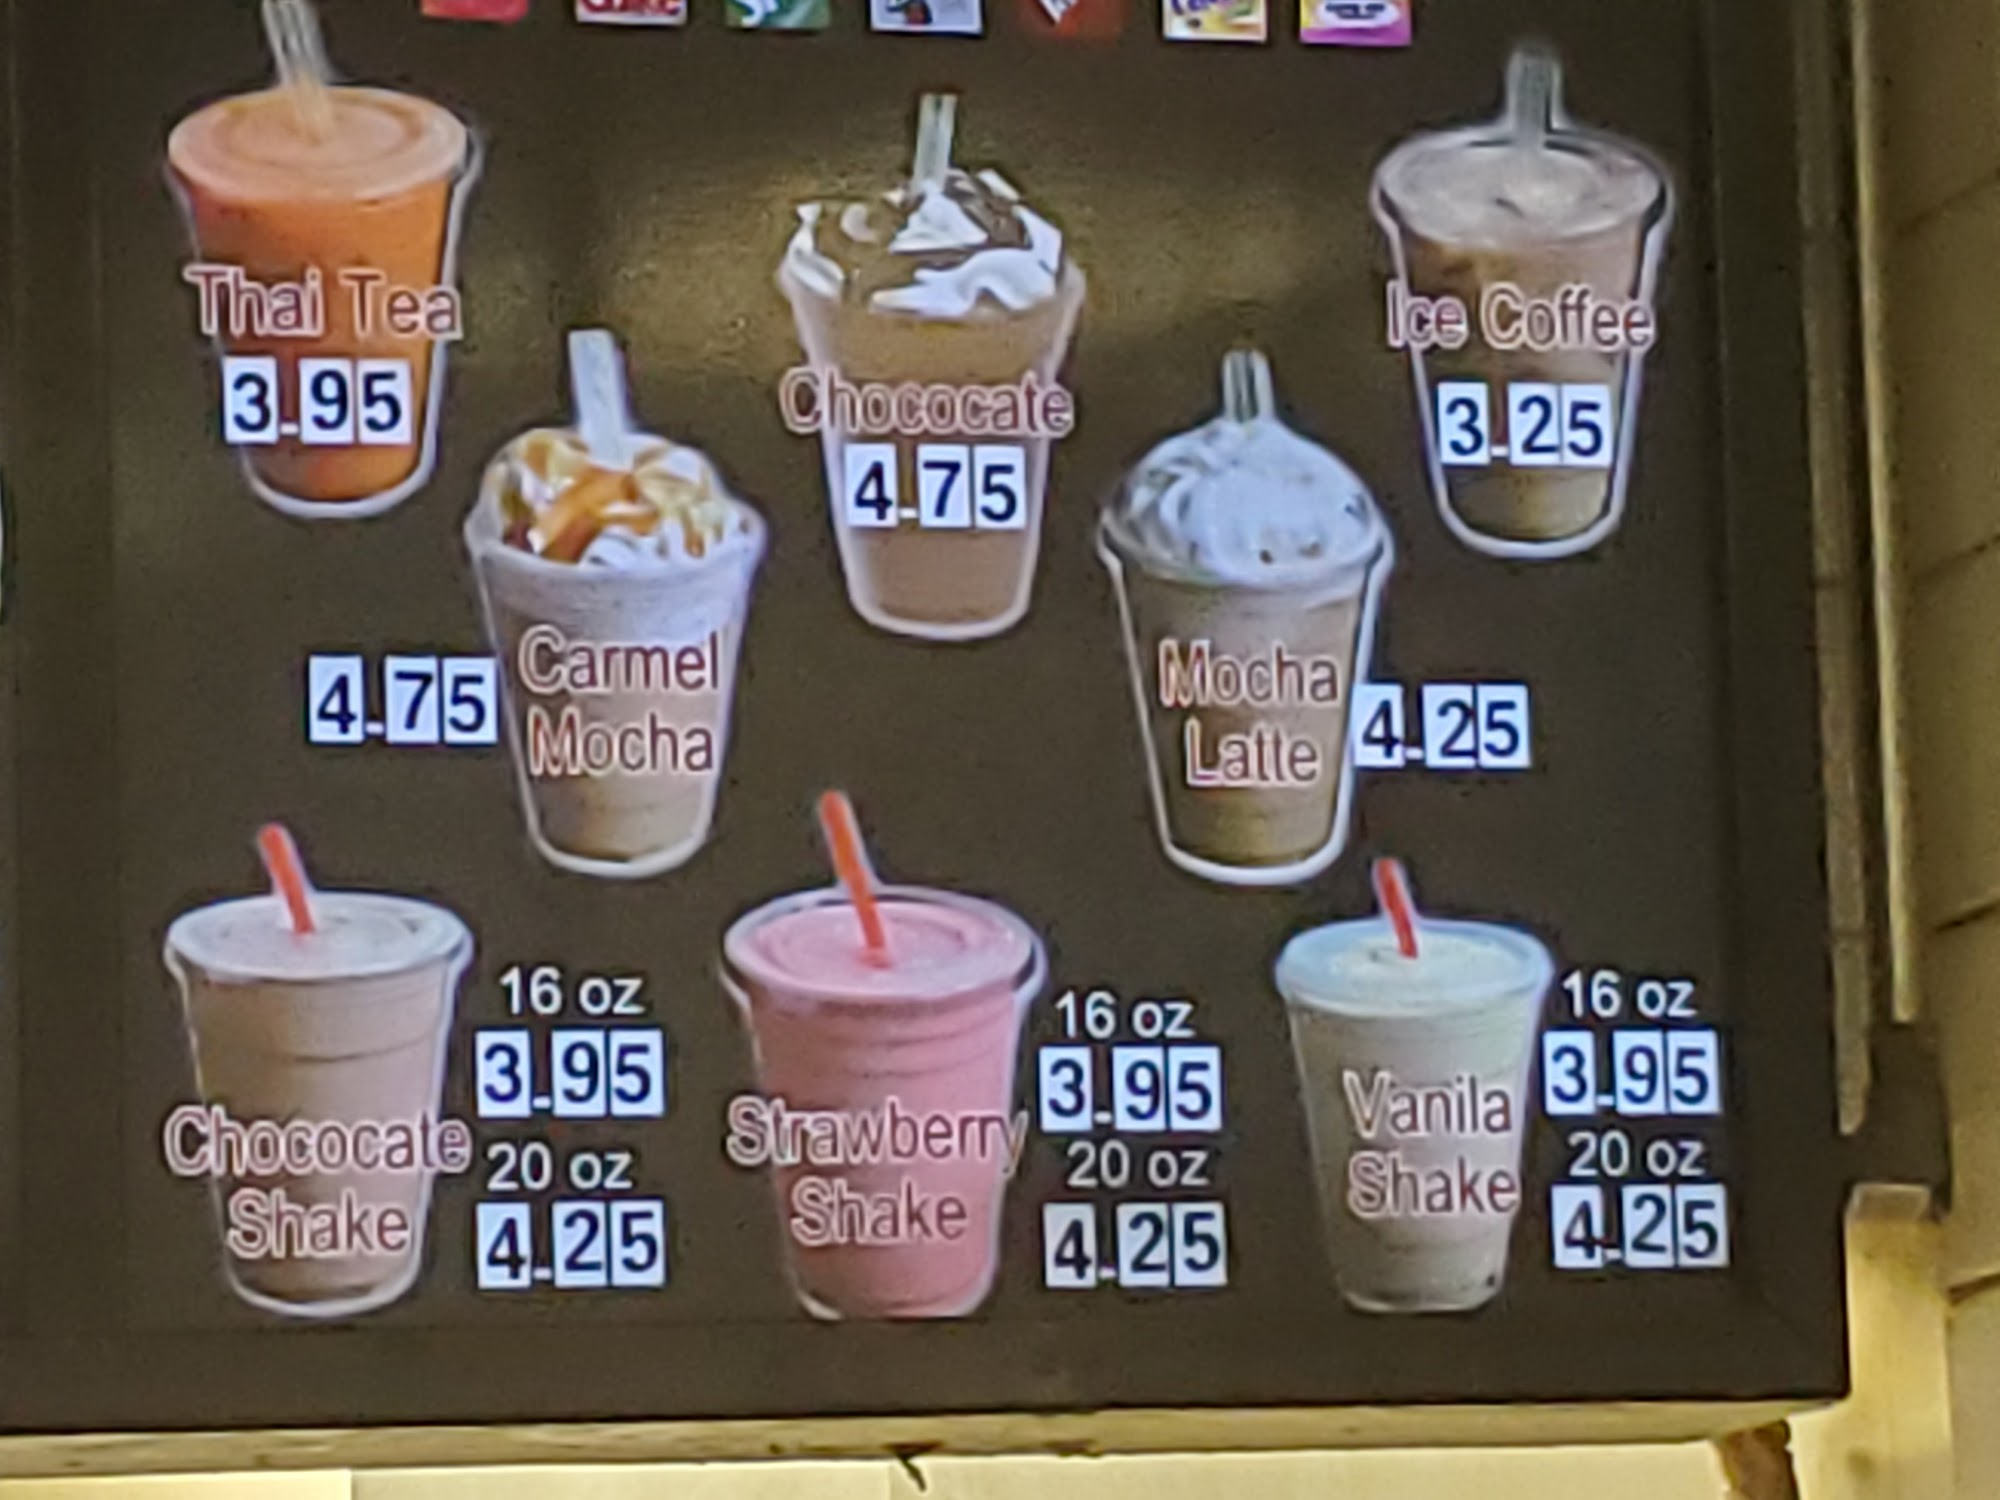 Thai Tea
3.95
Chococate
4.75
Ice Coffee
3.25
4.75
Carmel
Mocha
Mocha
Latte
4.25
Chococate
Shake
16 oz
3.95
20 oz
4.25
Strawberry
Shake
16 oz
3.95
20 oz
4.25
Vanila
Shake
16 oz
3.95
20 oz
4.25